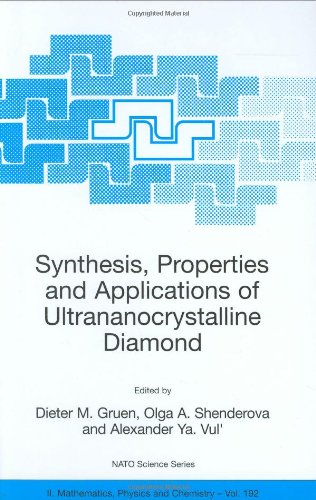 Synthesis, Properties
and Applications of
Ultrananocrystalline
Diamond
Edited by
Dieter M. Gruen, Olga A. Shenderova
and Alexander Ya. Vul'
NATO Science Series
II. Mathematics, Physics and Chemistry – Vol. 192